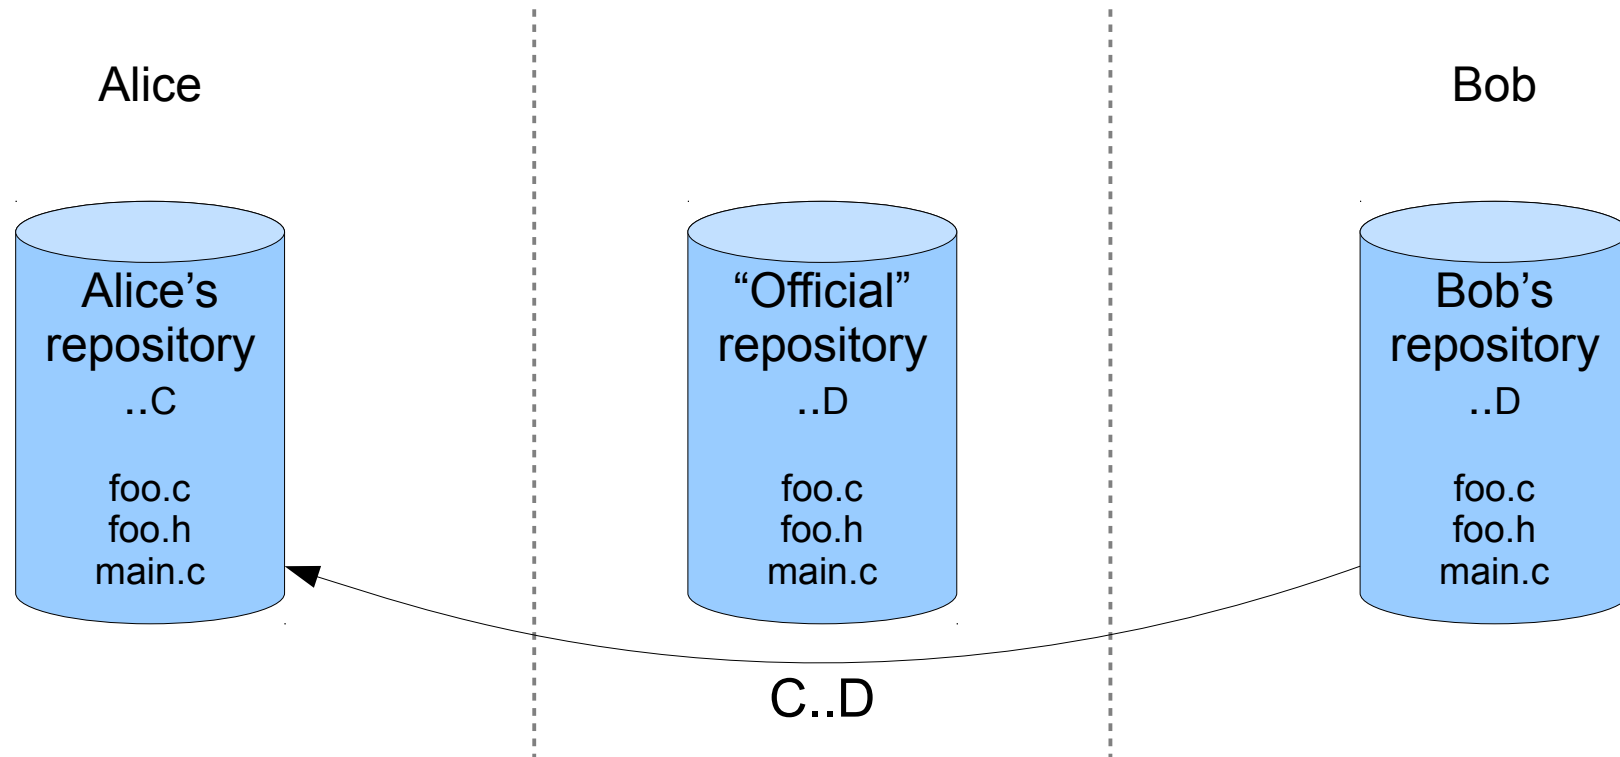 Alice
Bob
Alice’s
repository
..C
foo.c
foo.h
main.c
“Official”
repository
..D
foo.c
foo.h
main.c
Bob’s
repository
..D
foo.c
foo.h
main.c
C..D